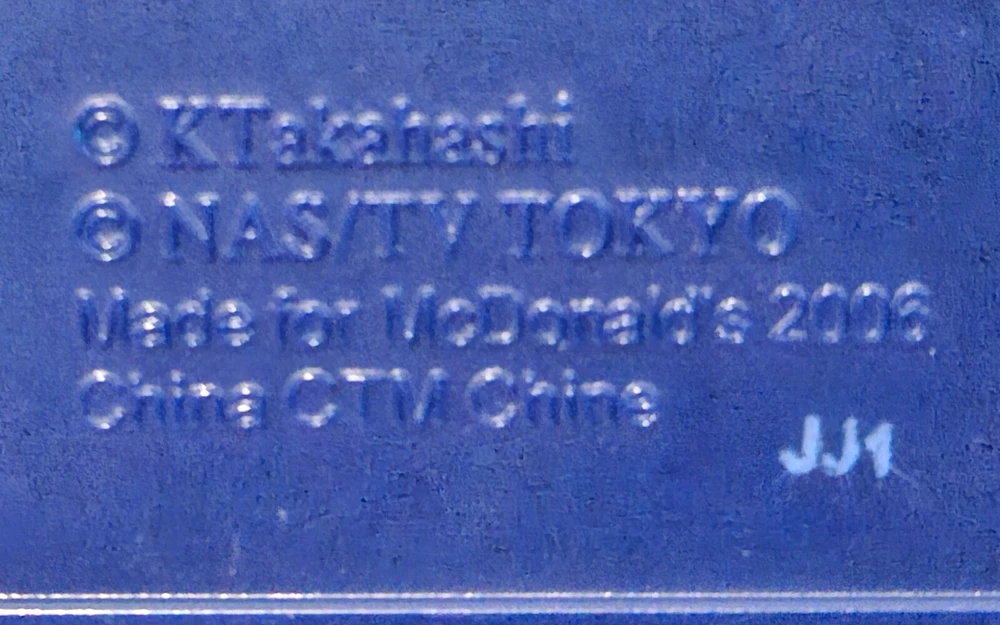 © KTakahashi
© NAS/TV TOKYO
Made for McDonald's 2006
China CTM Chine
JJ1